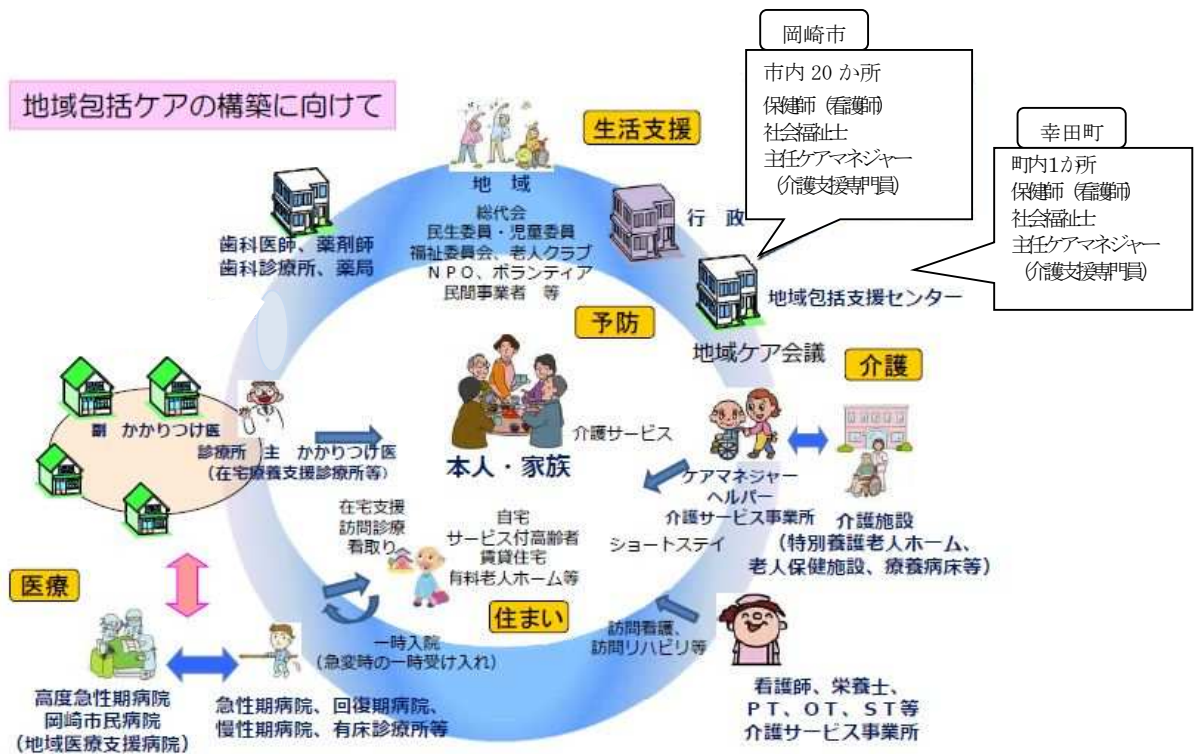 地域包括ケアの構築に向けて
岡崎市
市内 20 か所
保健師（看護師）
社会福祉士
主任ケアマネジャー
（介護支援専門員）
幸田町
町内1か所
保健師（看護師）
社会福祉士
主任ケアマネジャー
（介護支援専門員）
生活支援
地　域
総代会
民生委員・児童委員
福祉委員会、老人クラブ
ＮＰＯ、ボランティア
民間事業者　等
行　政
歯科医師、薬剤師
歯科診療所、薬局
地域包括支援センター
地域ケア会議
予防
介護
副　かかりつけ医
診療所　主　かかりつけ医
（在宅療養支援診療所等）
本人・家族
介護サービス
ケアマネジャー
ヘルパー
介護サービス事業所
介護施設
（特別養護老人ホーム、
老人保健施設、療養病床等）
在宅支援
訪問診療
看取り
自宅
サービス付高齢者
賃貸住宅
有料老人ホーム等
ショートステイ
医療
住まい
一時入院
（急変時の一時受け入れ）
訪問看護、
訪問リハビリ等
高度急性期病院
岡崎市民病院
（地域医療支援病院）
急性期病院、回復期病院、
慢性期病院、有床診療所等
看護師、栄養士、
ＰＴ、ＯＴ、ＳＴ等
介護サービス事業所